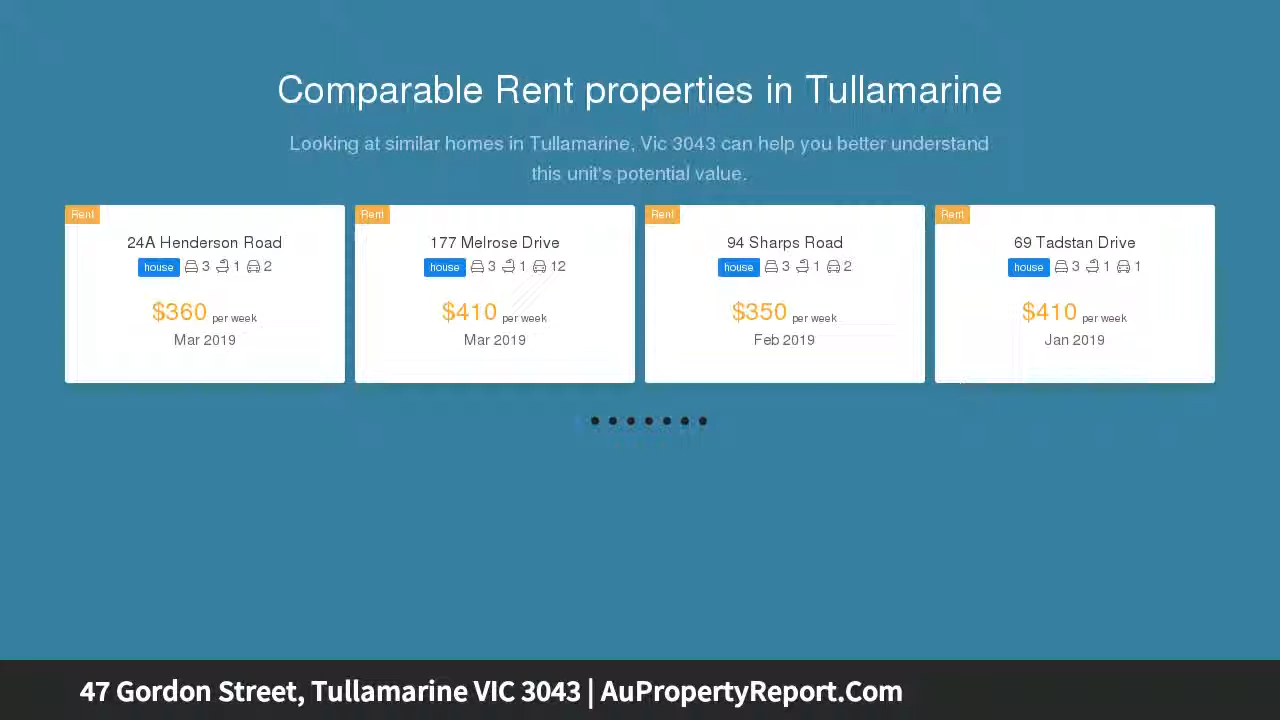 Comparable Rent properties in Tullamarine
Looking at similar homes in Tullamarine, Vic 3043 can help you better understand
this unit's potential value.
Rent
24A Henderson Road
house 3 1 2
$360 per week
Mar 2019
Rent
177 Melrose Drive
house 3 1 12
$410 per week
Mar 2019
Rent
94 Sharps Road
house 3 1 2
$350 per week
Feb 2019
Rent
69 Tadstan Drive
house 3 1 1
$410 per week
Jan 2019
47 Gordon Street, Tullamarine VIC 3043 | AuPropertyReport.Com